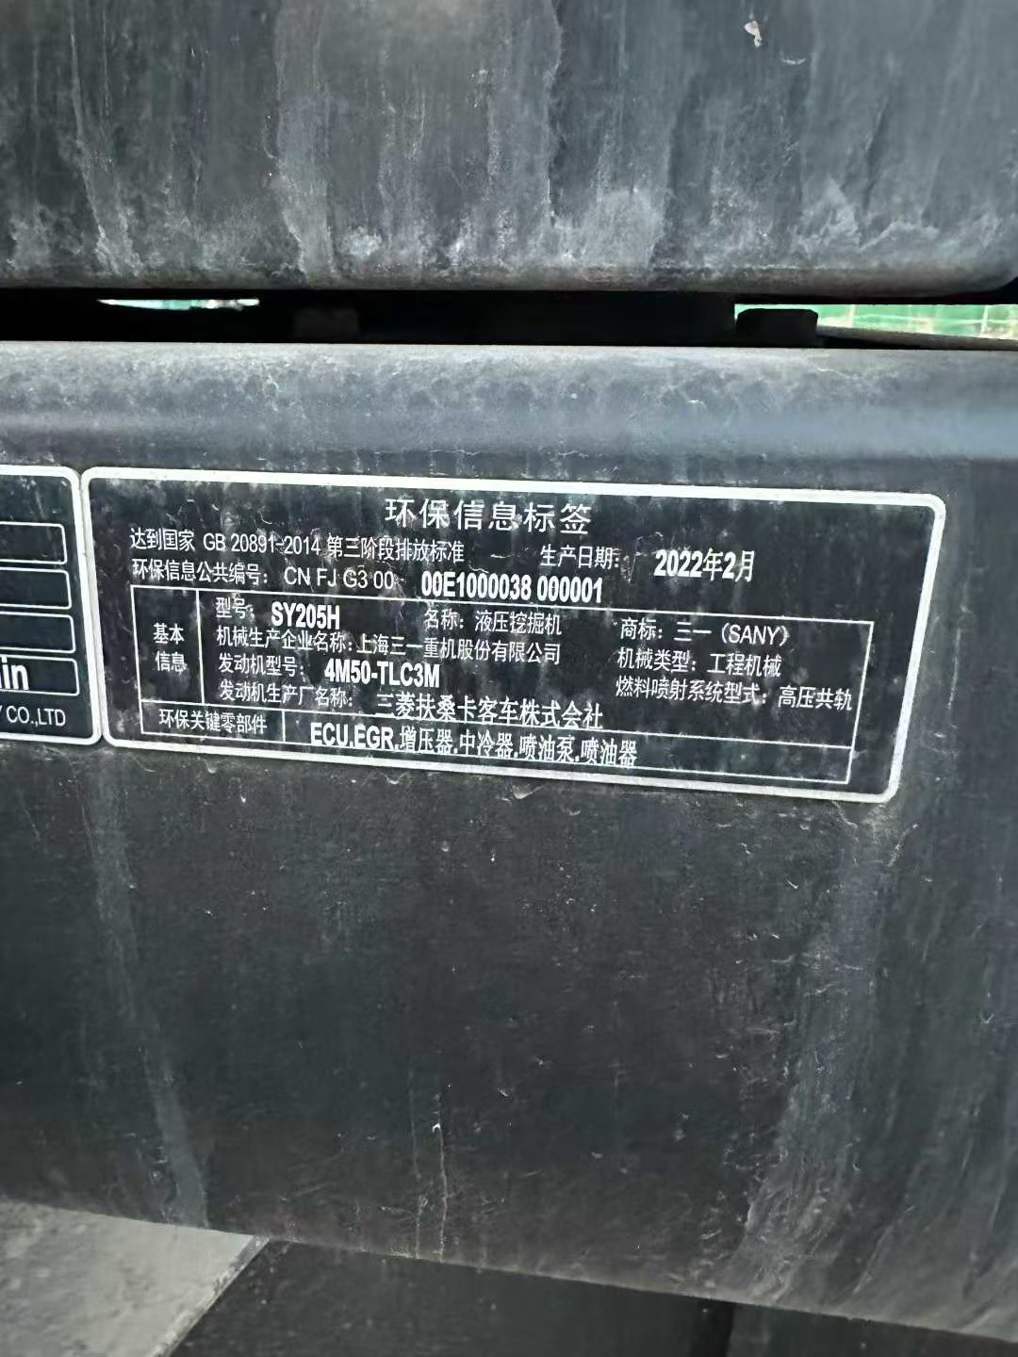 in
Y CO.,LTD
环保信息标签
达到国家 GB 20891-2014 第三阶段排放标准 生产日期： 2022年2月
环保信息公共编号： CN FJ G3 00 00E1000038 000001
基本信息
型号： SY205H 名称：液压挖掘机 商标：三一（SANY）
机械生产企业名称：上海三一重机股份有限公司 机械类型：工程机械
发动机型号： 4M50-TLC3M 燃料喷射系统型式：高压共轨
发动机生产厂名称： 三菱扶桑卡客车株式会社
环保关键零部件 ECU.EGR.增压器.中冷器.喷油泵.喷油器